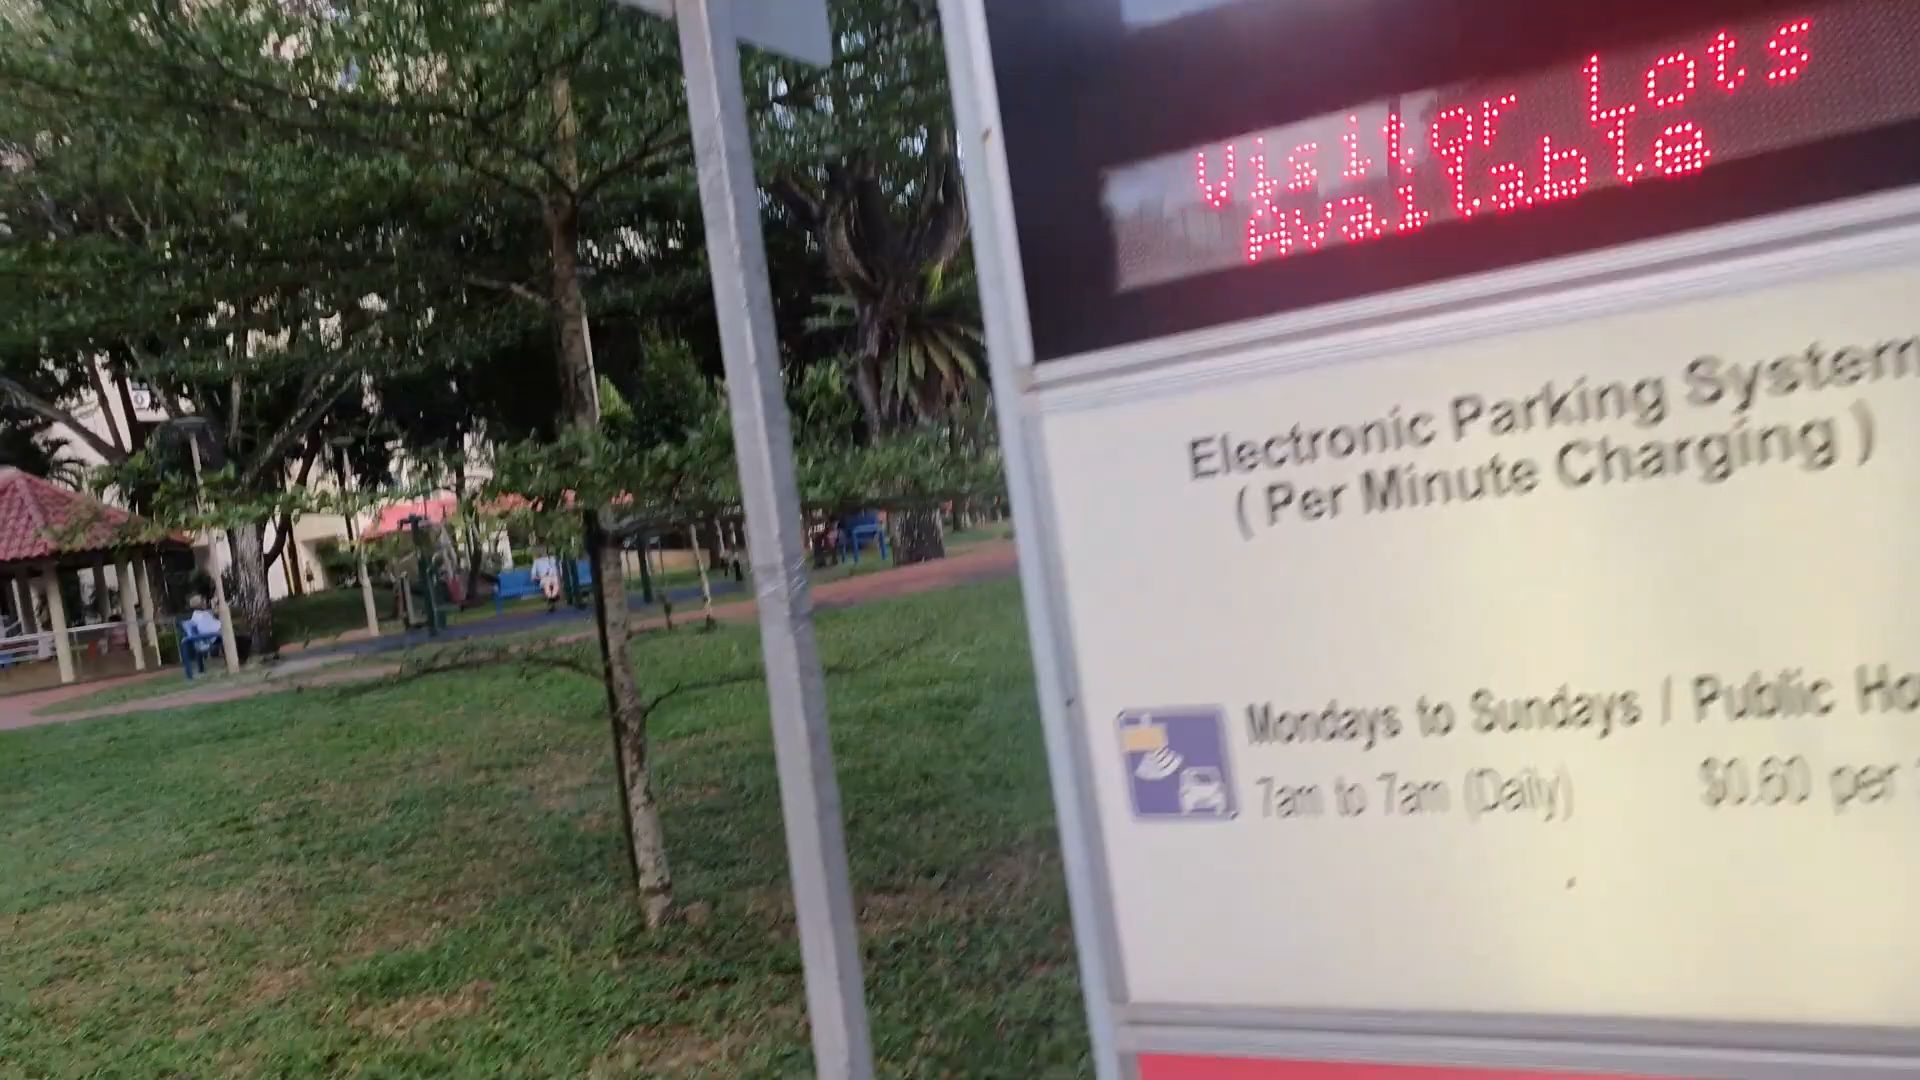 Visitor Lots
Available
Electronic Parking System
( Per Minute Charging )
Mondays to Sundays / Public Ho
7am to 7am (Daily) $0.60 per